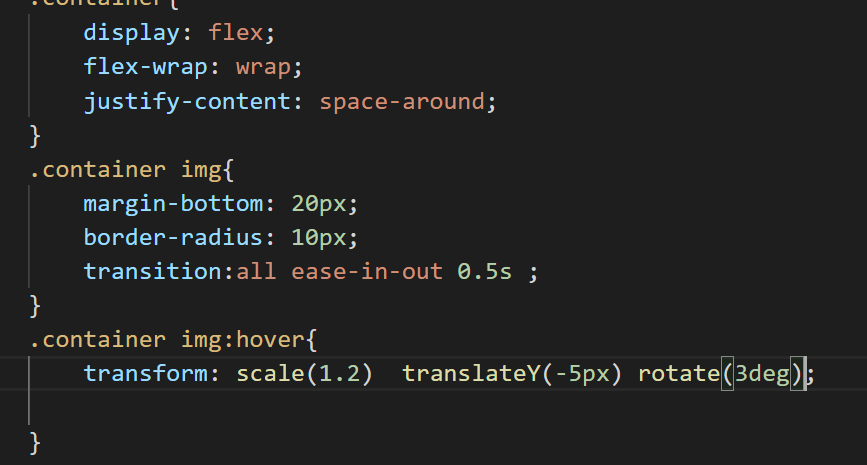 .container{
    display: flex;
    flex-wrap: wrap;
    justify-content: space-around;
}
.container img{
    margin-bottom: 20px;
    border-radius: 10px;
    transition:all ease-in-out 0.5s ;
}
.container img:hover{
    transform: scale(1.2)  translateY(-5px) rotate(3deg);
}